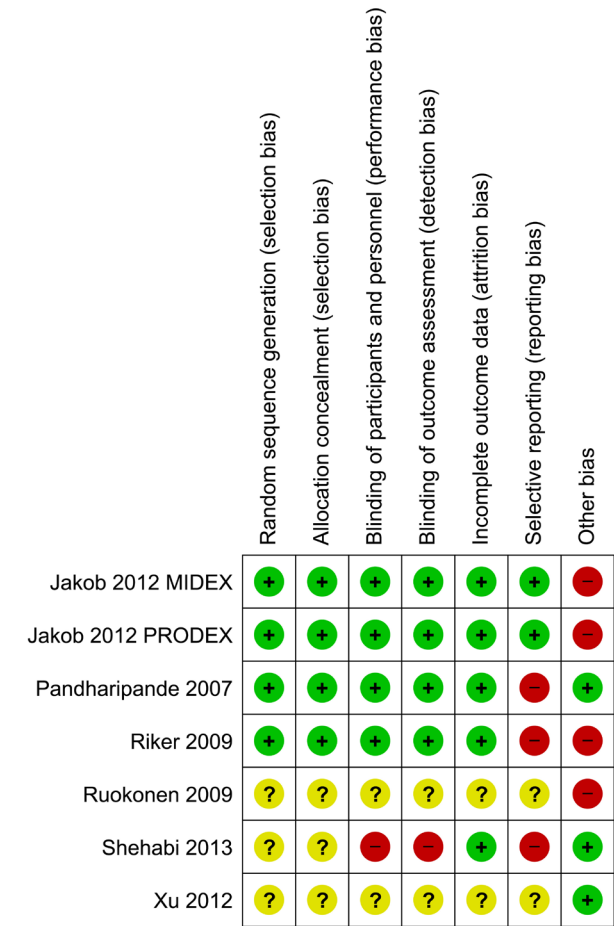 Random sequence generation (selection bias)
Allocation concealment (selection bias)
Blinding of participants and personnel (performance bias)
Blinding of outcome assessment (detection bias)
Incomplete outcome data (attrition bias)
Selective reporting (reporting bias)
Other bias
Jakob 2012 MIDEX + + + + + + –
Jakob 2012 PRODEX + + + + + + –
Pandharipande 2007 + + + + + – +
Riker 2009 + + + + + – –
Ruokonen 2009 ? ? ? ? ? ? –
Shehabi 2013 ? ? – – + – +
Xu 2012 ? ? ? ? ? ? +